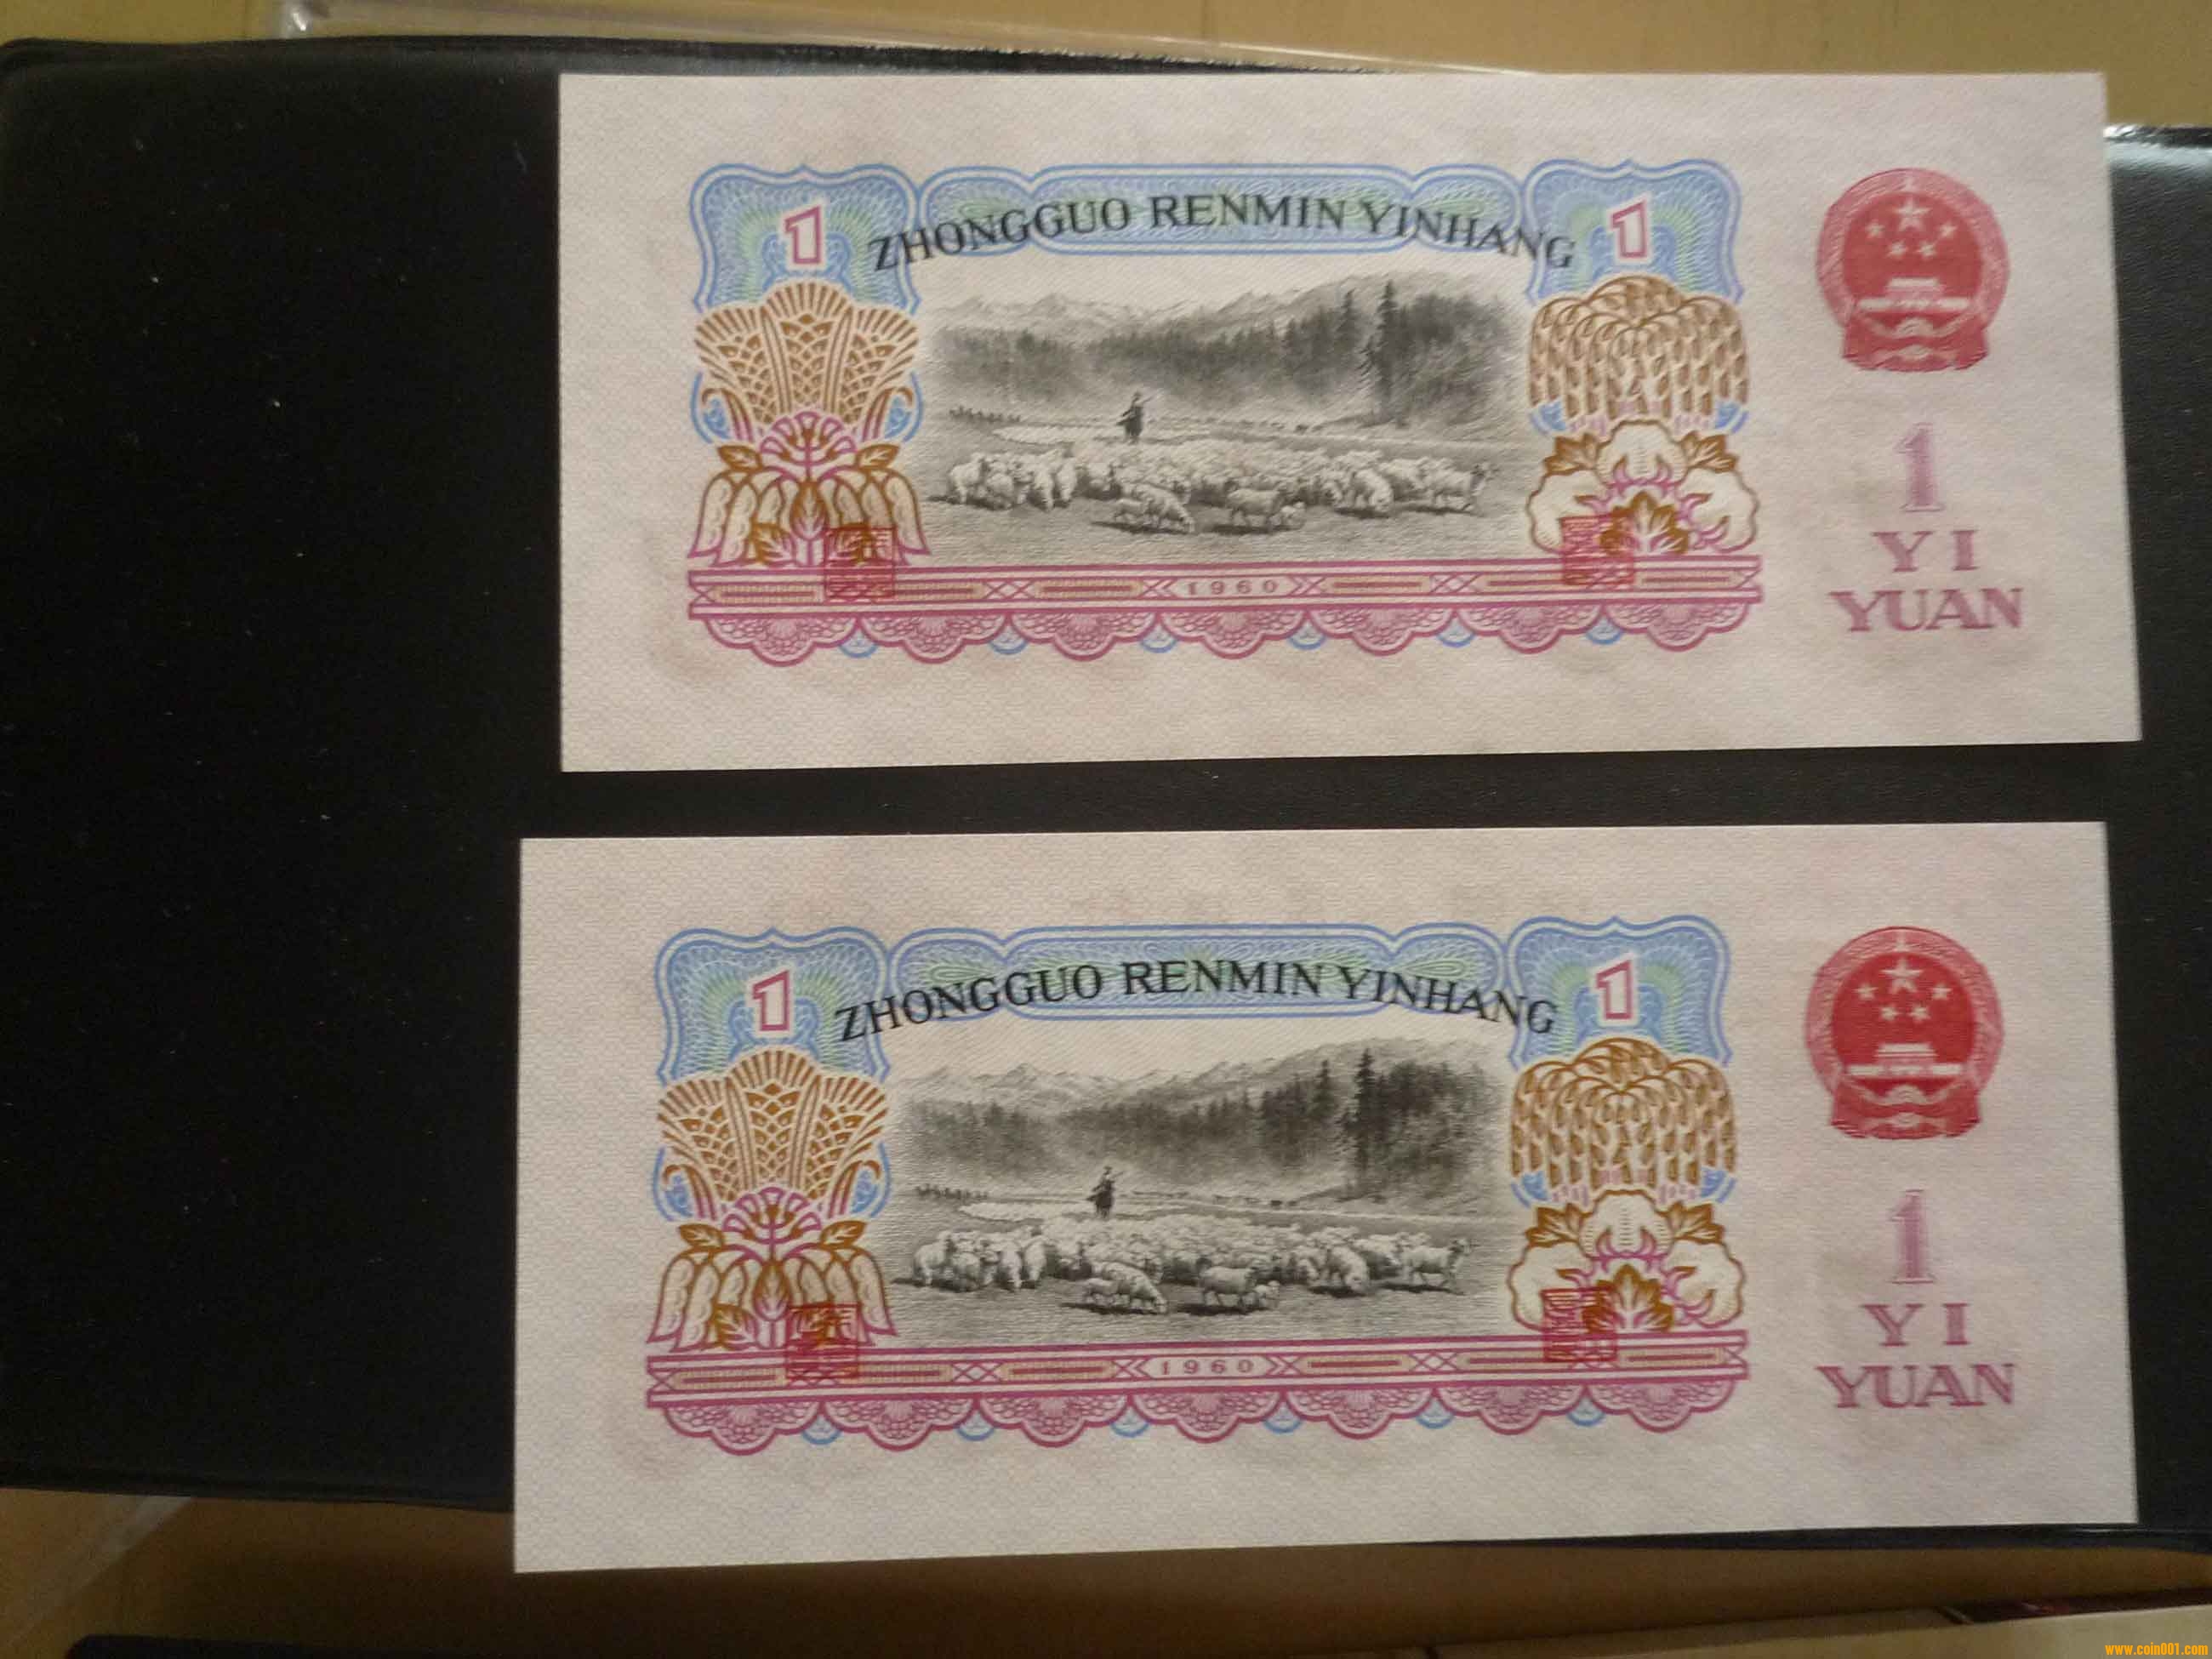 1
ZHONGGUO RENMIN YINHANG
1
1
YI
YUAN
1960
1
ZHONGGUO RENMIN YINHANG
1
1
YI
YUAN
1960
www.coin001.com